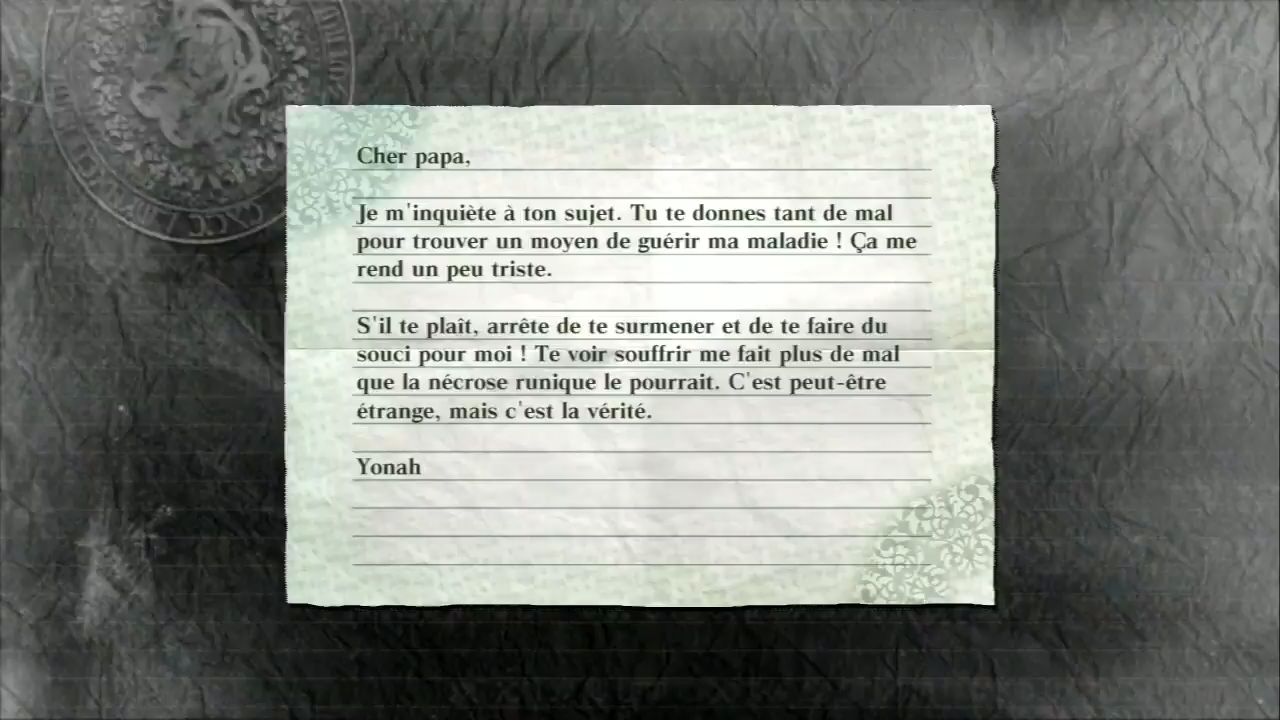 Cher papa,
Je m'inquiète à ton sujet. Tu te donnes tant de mal
pour trouver un moyen de guérir ma maladie ! Ça me
rend un peu triste.
S'il te plaît, arrête de te surmener et de te faire du
souci pour moi ! Te voir souffrir me fait plus de mal
que la nécrose runique le pourrait. C'est peut-être
étrange, mais c'est la vérité.
Yonah